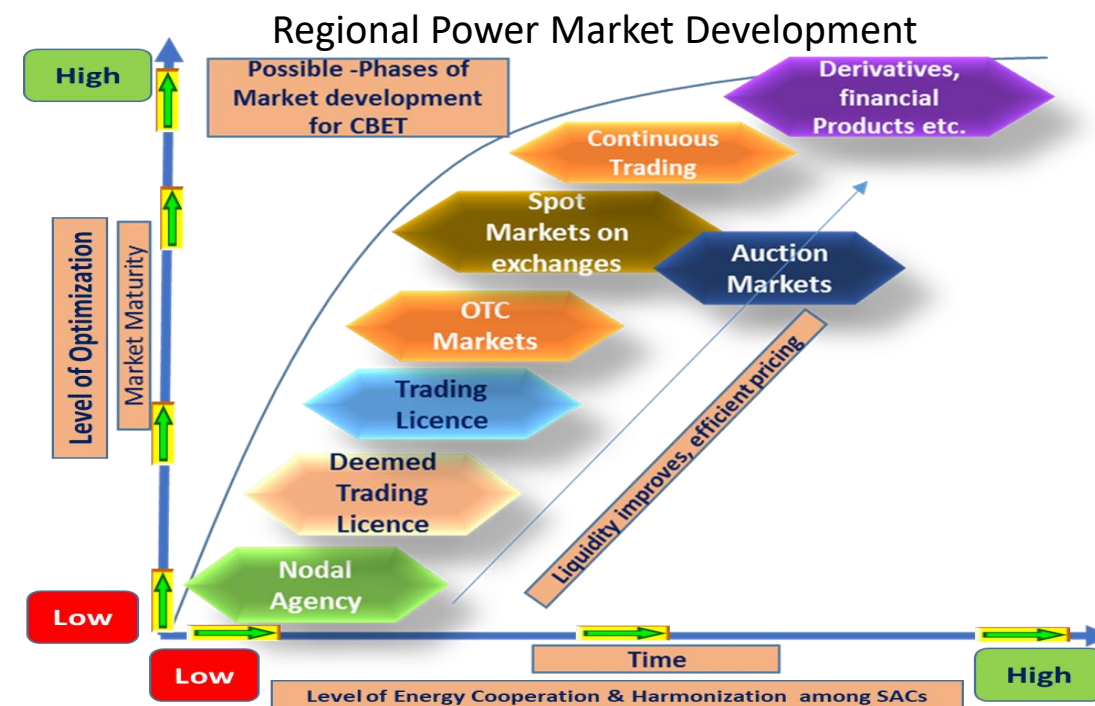 Regional Power Market Development
High
Possible -Phases of
Market development
for CBET
Derivatives,
financial
Products etc.
Continuous
Trading
Spot
Markets on
exchanges
Auction
Markets
OTC
Markets
Trading
Licence
Deemed
Trading
Licence
Nodal
Agency
Level of Optimization
Market Maturity
Liquidity improves, efficient pricing
Low
Low
Time
High
Level of Energy Cooperation & Harmonization among SACs